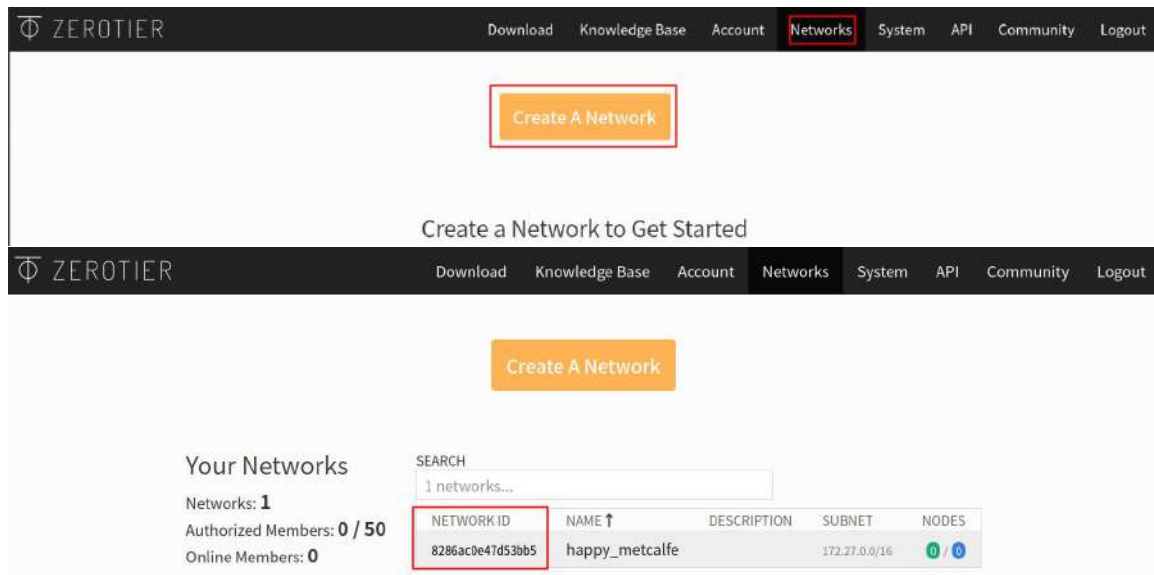 ZEROTIER Download Knowledge Base Account Networks System API Community Logout
Create A Network
Create a Network to Get Started
ZEROTIER Download Knowledge Base Account Networks System API Community Logout
Create A Network
Your Networks
Networks: 1
Authorized Members: 0 / 50
Online Members: 0
SEARCH
1 networks...
NETWORK ID NAME ↑ DESCRIPTION SUBNET NODES
8286ac0e47d53bb5 happy_metcalfe 172.27.0.0/16 0 / 0